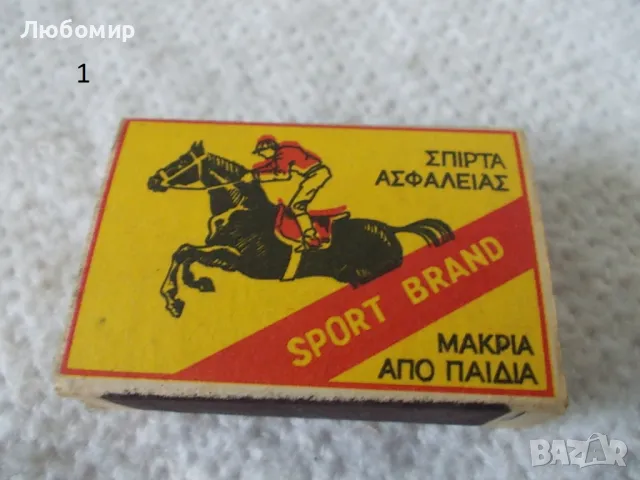 Любомир
1
ΣΠΙΡΤΑ
ΑΣΦΑΛΕΙΑΣ
SPORT BRAND
ΜΑΚΡΙΑ
ΑΠΟ ΠΑΙΔΙΑ
BAZAR